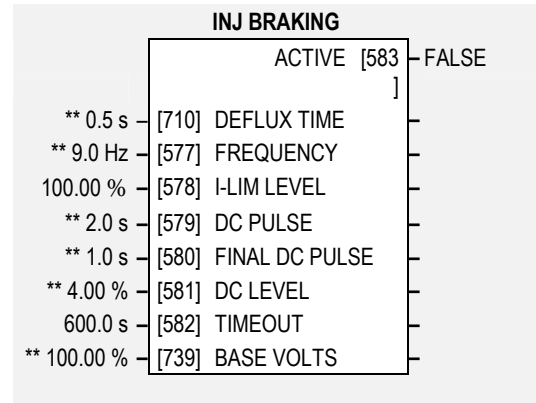 INJ BRAKING
ACTIVE [583 – FALSE
]
** 0.5 s – [710] DEFLUX TIME
** 9.0 Hz – [577] FREQUENCY
100.00 % – [578] I-LIM LEVEL
** 2.0 s – [579] DC PULSE
** 1.0 s – [580] FINAL DC PULSE
** 4.00 % – [581] DC LEVEL
600.0 s – [582] TIMEOUT
** 100.00 % – [739] BASE VOLTS